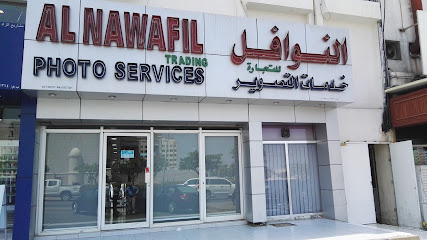 AL NAWAFIL
TRADING
PHOTO SERVICES
النوافل
للتجارة
خدمات التصوير